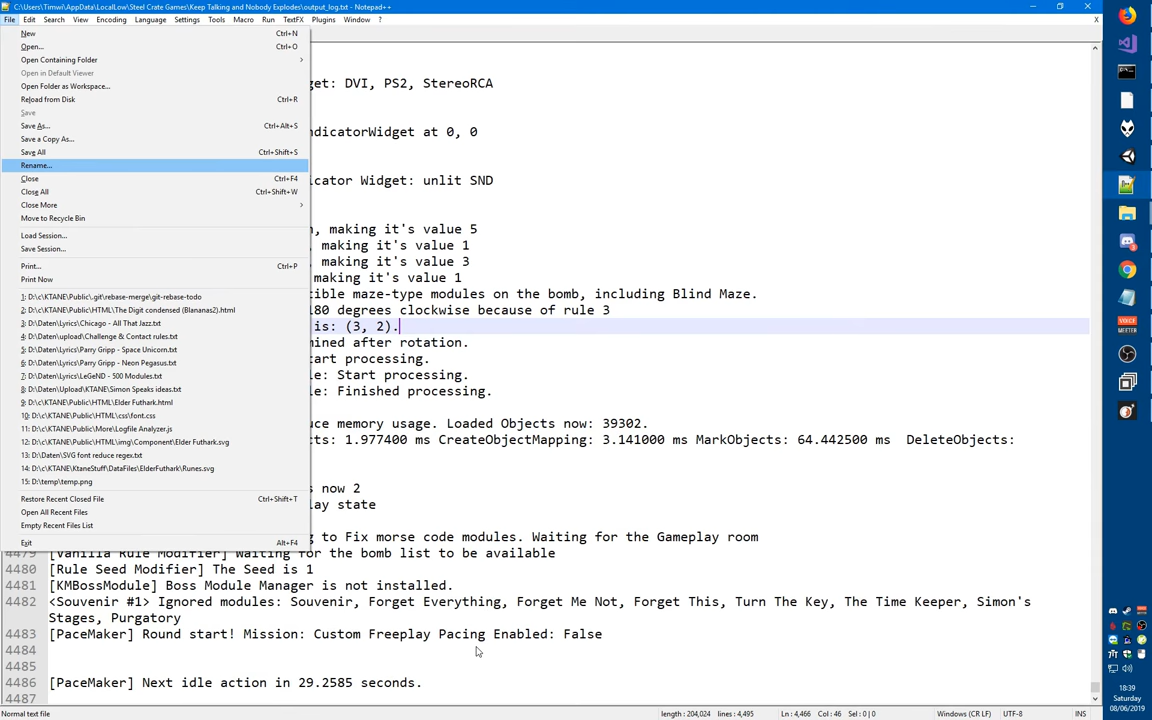 C:\Users\Timwi\AppData\LocalLow\Steel Crate Games\Keep Talking and Nobody Explodes\output_log.txt - Notepad++
File Edit Search View Encoding Language Settings Tools Macro Run TextFX Plugins Window ? X
New Ctrl+N
Open... Ctrl+O
Open Containing Folder
Open in Default Viewer
Open Folder as Workspace...
Reload from Disk Ctrl+R
Save
Save As... Ctrl+Alt+S
Save a Copy As...
Save All Ctrl+Shift+S
Rename...
Close Ctrl+F4
Close All Ctrl+Shift+W
Close More
Move to Recycle Bin
Load Session...
Save Session...
Print... Ctrl+P
Print Now
1: D:\c\KTANE\Public\.git\rebase-merge\git-rebase-todo
2: D:\c\KTANE\Public\HTML\The Digit condensed (Blananas2).html
3: D:\Daten\Lyrics\Chicago - All That Jazz.txt
4: D:\Daten\upload\Challenge & Contact rules.txt
5: D:\Daten\Lyrics\Parry Gripp - Space Unicorn.txt
6: D:\Daten\Lyrics\Parry Gripp - Neon Pegasus.txt
7: D:\Daten\Lyrics\LeGeND - 500 Modules.txt
8: D:\Daten\Upload\KTANE\Simon Speaks ideas.txt
9: D:\c\KTANE\Public\HTML\Elder Futhark.html
10: D:\c\KTANE\Public\HTML\css\font.css
11: D:\c\KTANE\Public\More\Logfile Analyzer.js
12: D:\c\KTANE\Public\HTML\img\Component\Elder Futhark.svg
13: D:\Daten\SVG font reduce regex.txt
14: D:\c\KTANE\KtaneStuff\DataFiles\ElderFuthark\Runes.svg
15: D:\temp\temp.png
Restore Recent Closed File Ctrl+Shift+T
Open All Recent Files
Empty Recent Files List
Exit Alt+F4
get: DVI, PS2, StereoRCA
ndicatorWidget at 0, 0
icator Widget: unlit SND
n, making it's value 5
, making it's value 1
, making it's value 3
making it's value 1
tible maze-type modules on the bomb, including Blind Maze.
180 degrees clockwise because of rule 3
is: (3, 2).
mined after rotation.
tart processing.
le: Start processing.
le: Finished processing.
uce memory usage. Loaded Objects now: 39302.
cts: 1.977400 ms CreateObjectMapping: 3.141000 ms MarkObjects: 64.442500 ms DeleteObjects:
s now 2
lay state
g to Fix morse code modules. Waiting for the Gameplay room
4479 [Vanilla Rule Modifier] Waiting for the bomb list to be available
4480 [Rule Seed Modifier] The Seed is 1
4481 [KMBossModule] Boss Module Manager is not installed.
4482 <Souvenir #1> Ignored modules: Souvenir, Forget Everything, Forget Me Not, Forget This, Turn The Key, The Time Keeper, Simon's
Stages, Purgatory
4483 [PaceMaker] Round start! Mission: Custom Freeplay Pacing Enabled: False
4484
4485
4486 [PaceMaker] Next idle action in 29.2585 seconds.
4487
Normal text file length : 204,024 lines : 4,495 Ln : 4,466 Col : 46 Sel : 0 | 0 Windows (CR LF) UTF-8 INS
VOICE
MEETER
18:39
Saturday
08/06/2019